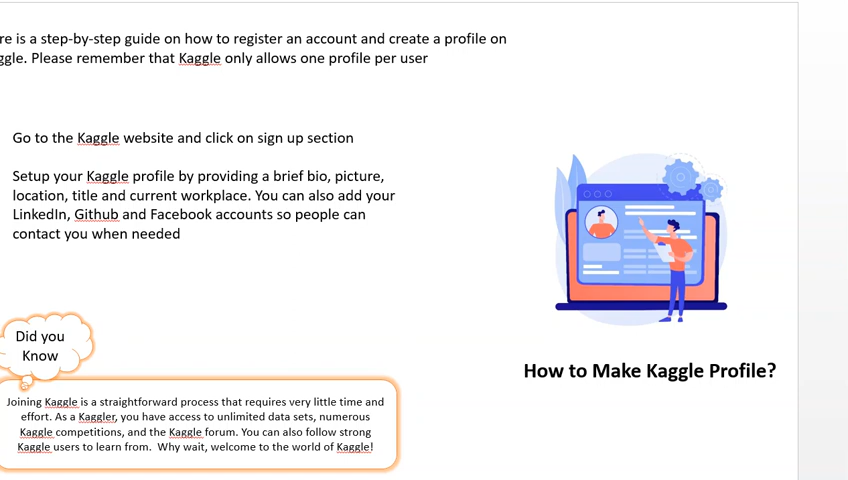 re is a step-by-step guide on how to register an account and create a profile on
ggle. Please remember that Kaggle only allows one profile per user
Go to the Kaggle website and click on sign up section
Setup your Kaggle profile by providing a brief bio, picture,
location, title and current workplace. You can also add your
LinkedIn, Github and Facebook accounts so people can
contact you when needed
Did you
Know
Joining Kaggle is a straightforward process that requires very little time and
effort. As a Kaggler, you have access to unlimited data sets, numerous
Kaggle competitions, and the Kaggle forum. You can also follow strong
Kaggle users to learn from.  Why wait, welcome to the world of Kaggle!
How to Make Kaggle Profile?